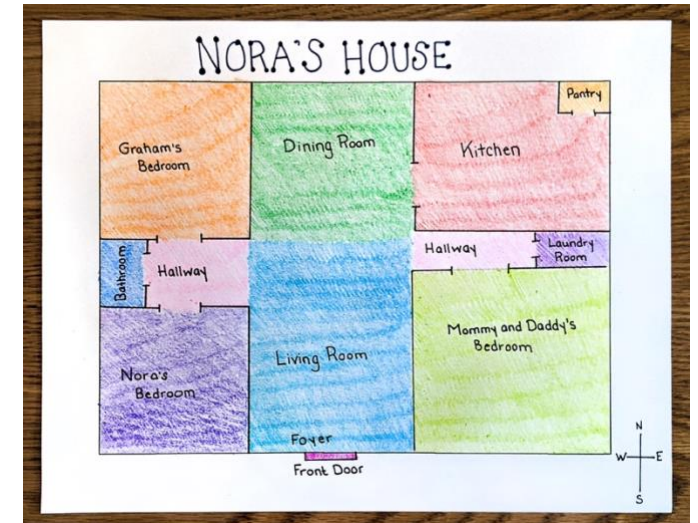 NORA'S HOUSE
Graham's
Bedroom
Dining Room
Kitchen
Pantry
Bathroom
Hallway
Hallway
Laundry
Room
Nora's
Bedroom
Living Room
Mommy and Daddy's
Bedroom
Foyer
Front Door
N
W
E
S